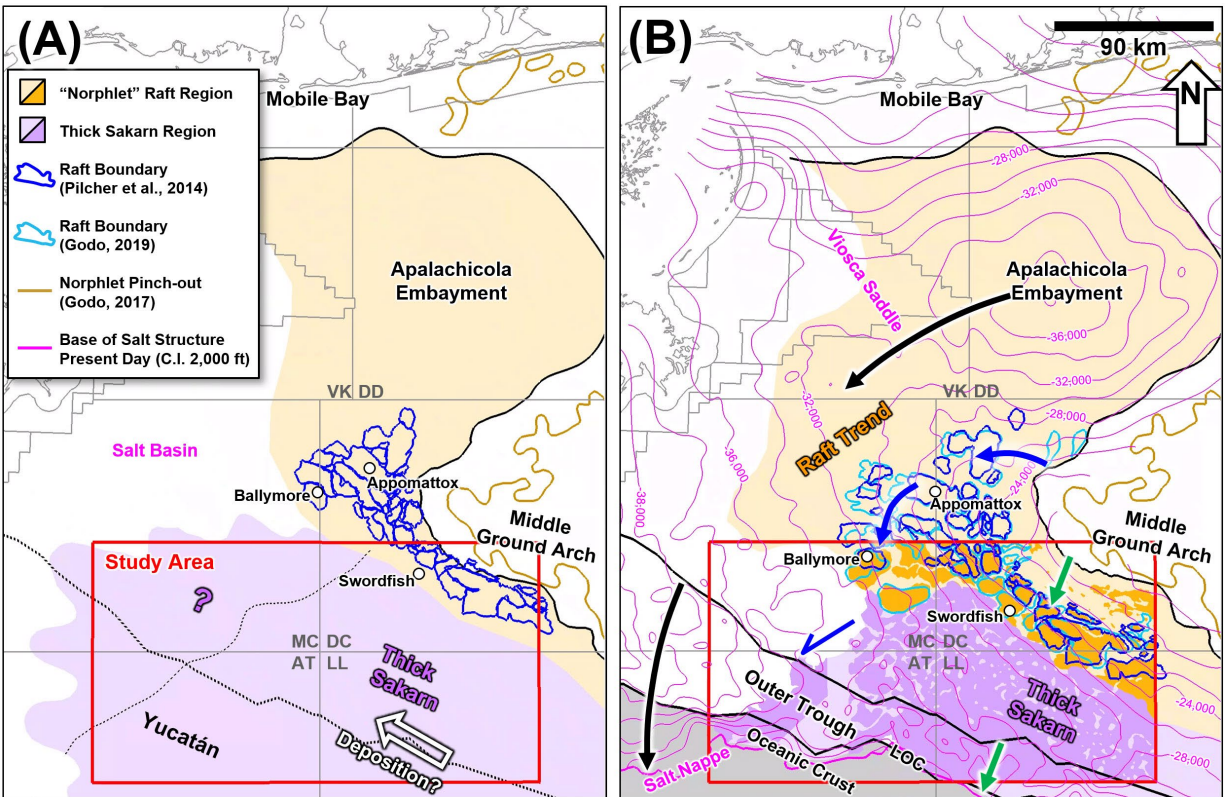 (A)
Mobile Bay
"Norphlet" Raft Region
Thick Sakarn Region
Raft Boundary
(Pilcher et al., 2014)
Raft Boundary
(Godo, 2019)
Norphlet Pinch-out
(Godo, 2017)
Base of Salt Structure
Present Day (C.I. 2,000 ft)
Apalachicola
Embayment
VK DD
Salt Basin
Ballymore
Appomattox
Middle
Ground Arch
Study Area
Swordfish
?
MC DC
AT LL
Thick
Sakarn
Yucatán
Deposition?
(B)
90 km
N
Mobile Bay
-28,000
-32,000
Viosca Saddle
Apalachicola
Embayment
-36,000
-32,000
-32,000
VK DD
-28,000
Raft Trend
-36,000
-24,000
-38,000
Appomattox
Middle
Ground Arch
Ballymore
Swordfish
MC DC
AT LL
Thick
Sakarn
-24,000
Outer Trough
LOC
Oceanic Crust
-28,000
Salt Nappe